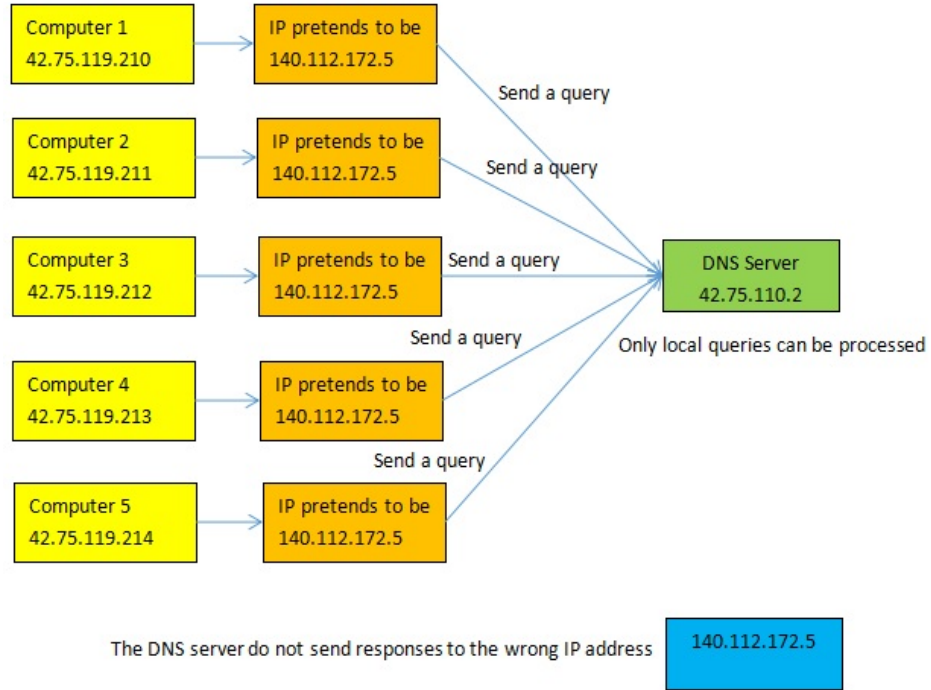 Computer 1
42.75.119.210
IP pretends to be
140.112.172.5
Send a query
Computer 2
42.75.119.211
IP pretends to be
140.112.172.5
Send a query
Computer 3
42.75.119.212
IP pretends to be
140.112.172.5
Send a query
DNS Server
42.75.110.2
Only local queries can be processed
Computer 4
42.75.119.213
IP pretends to be
140.112.172.5
Send a query
Computer 5
42.75.119.214
IP pretends to be
140.112.172.5
Send a query
The DNS server do not send responses to the wrong IP address
140.112.172.5